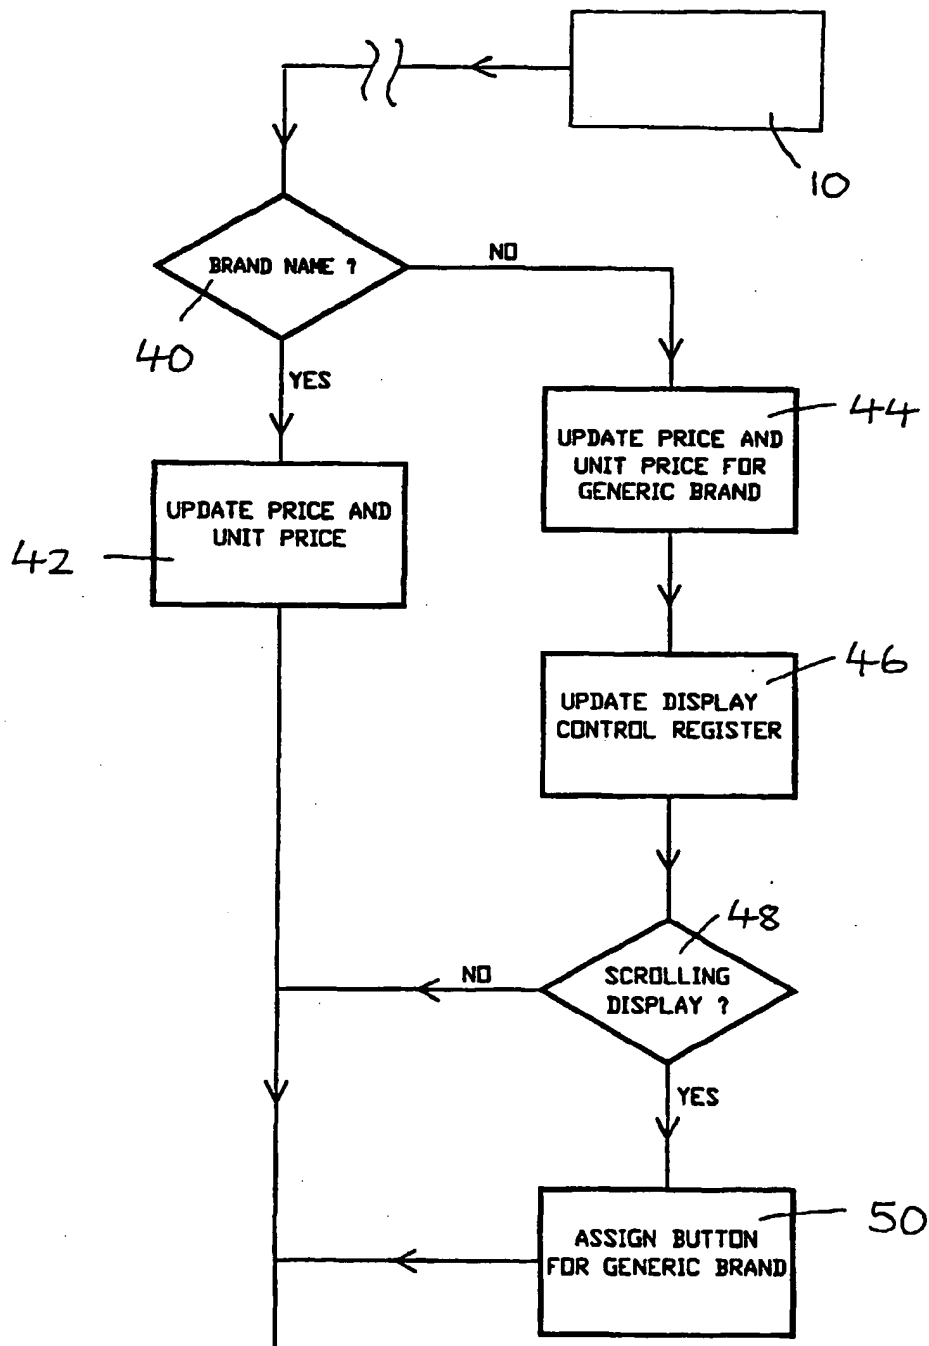 10
BRAND NAME ?
NO
40
YES
44
UPDATE PRICE AND
UNIT PRICE FOR
GENERIC BRAND
UPDATE PRICE AND
UNIT PRICE
42
46
UPDATE DISPLAY
CONTROL REGISTER
48
SCROLLING
DISPLAY ?
NO
YES
50
ASSIGN BUTTON
FOR GENERIC BRAND